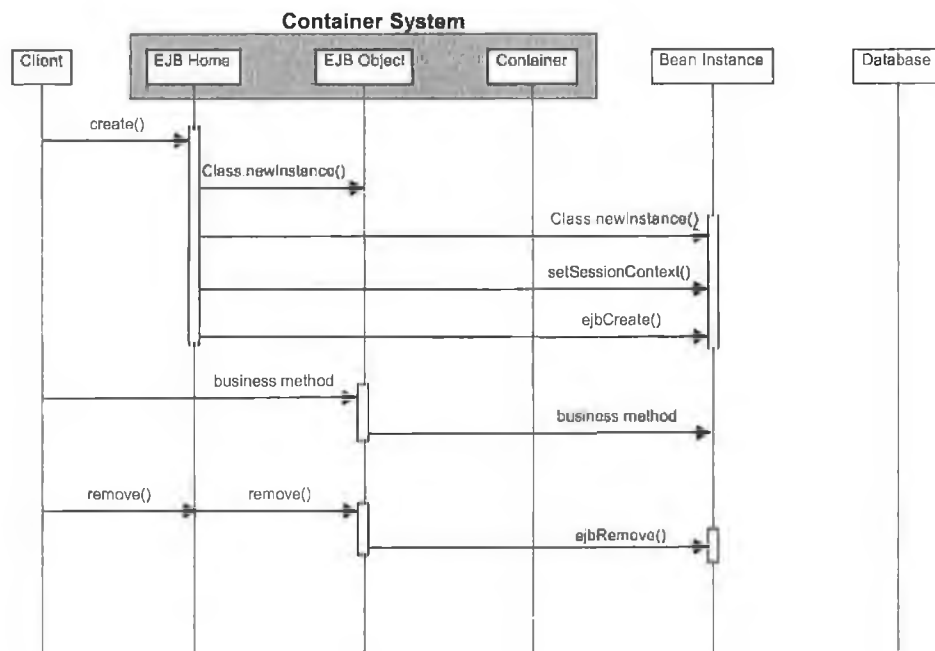 Container System
Client
EJB Home
EJB Object
Container
Bean Instance
Database
create()
Class.newInstance()
Class.newInstance()
setSessionContext()
ejbCreate()
business method
business method
remove()
remove()
ejbRemove()